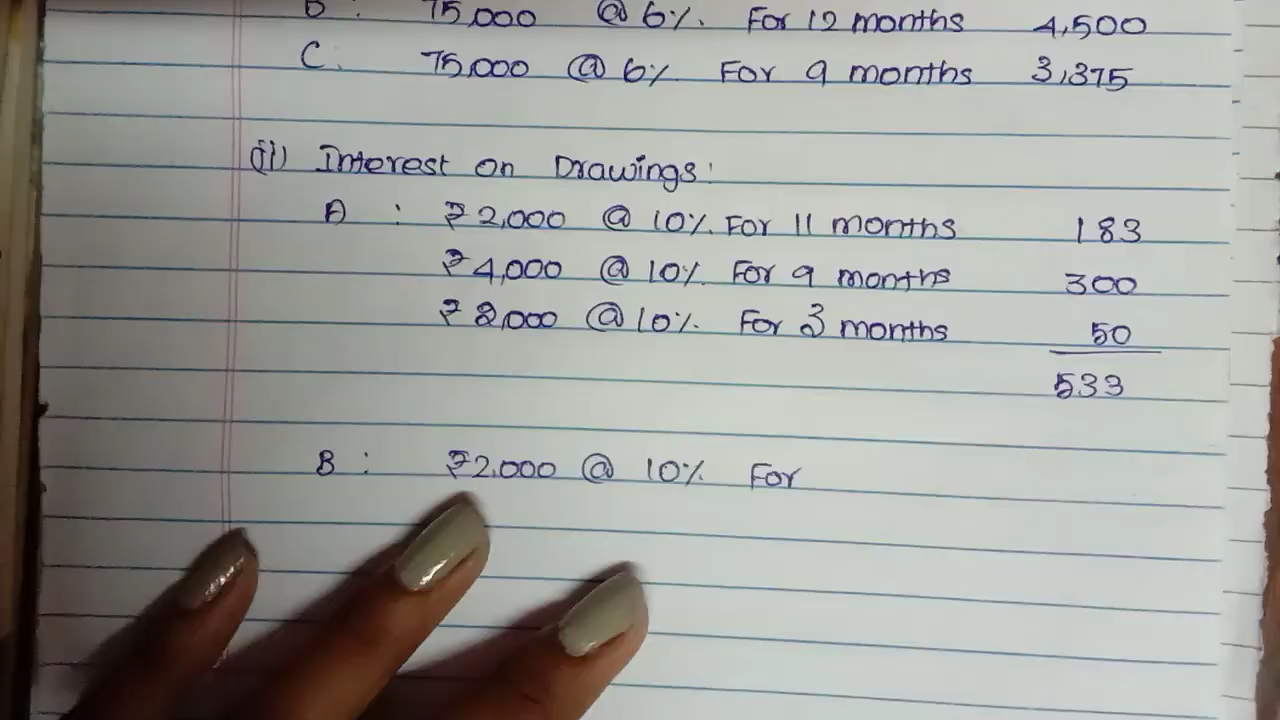 B : 75,000 @ 6%. For 12 months 4,500
C. 75,000 @ 6% For 9 months 3,375
(ii) Interest on Drawings:
A : ₹2,000 @ 10%. For 11 months 183
₹4,000 @ 10%. For 9 months 300
₹2,000 @ 10%. For 3 months 50
533
B : ₹2,000 @ 10% For